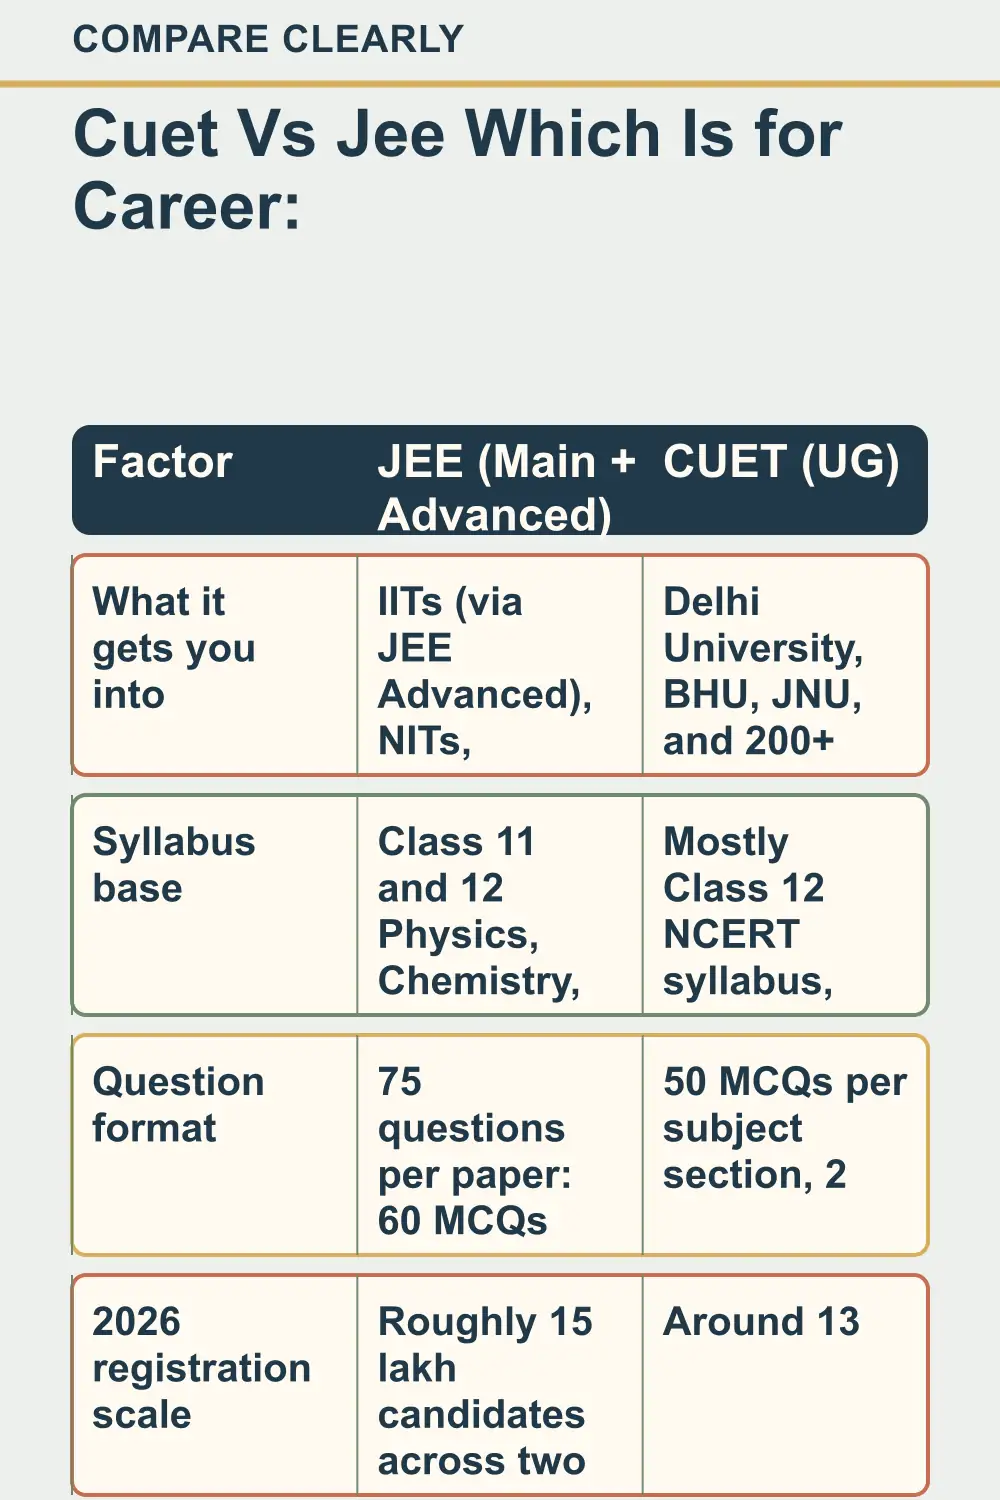 COMPARE CLEARLY
Cuet Vs Jee Which Is for
Career:
Factor
JEE (Main +
Advanced)
CUET (UG)
What it
gets you
into
IITs (via
JEE
Advanced),
NITs,
Delhi
University,
BHU, JNU,
and 200+
Syllabus
base
Class 11
and 12
Physics,
Chemistry,
Mostly
Class 12
NCERT
syllabus,
Question
format
75
questions
per paper:
60 MCQs
50 MCQs per
subject
section, 2
2026
registration
scale
Roughly 15
lakh
candidates
across two
Around 13